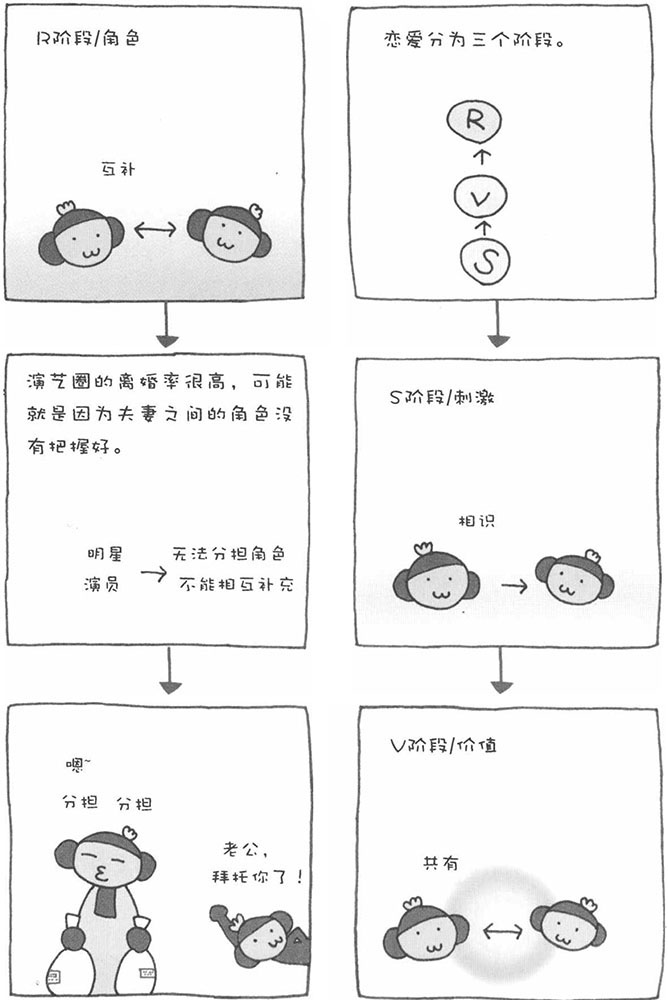 恋爱分为三个阶段。
R
V
S
S阶段/刺激
相识
V阶段/价值
共有
R阶段/角色
互补
演艺圈的离婚率很高，可能
就是因为夫妻之间的角色没
有把握好。
明星
演员
无法分担角色
不能相互补充
嗯~
分担 分担
老公，
拜托你了！